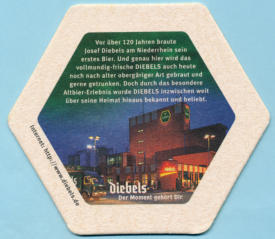 Vor über 120 Jahren braute
Josef Diebels am Niederrhein sein
erstes Bier. Und genau hier wird das
vollmundig-frische DIEBELS auch heute
noch nach alter obergäriger Art gebraut und
gerne getrunken. Doch durch das besondere
Altbier-Erlebnis wurde DIEBELS inzwischen weit
über seine Heimat hinaus bekannt und beliebt.
Internet: http://www.diebels.de
diebels
Der Moment gehört Dir.